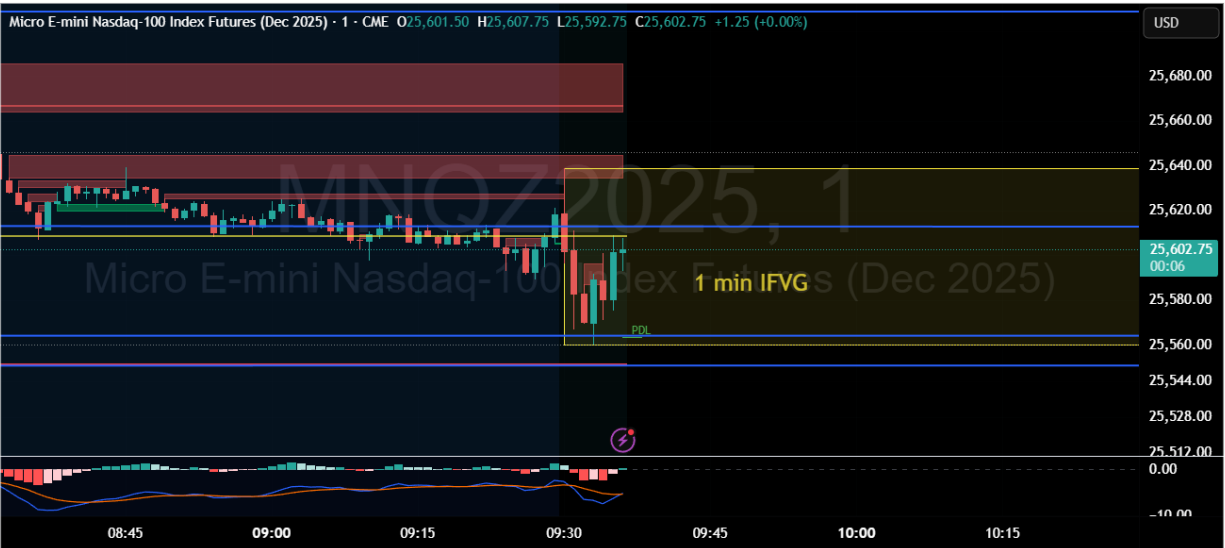 Micro E-mini Nasdaq-100 Index Futures (Dec 2025) · 1 · CME O25,601.50 H25,607.75 L25,592.75 C25,602.75 +1.25 (+0.00%)
USD
25,680.00
25,660.00
25,640.00
MNQZ2025, 1
25,620.00
25,602.75
00:06
Micro E-mini Nasdaq-100 Index Futures (Dec 2025)
1 min IFVG
25,580.00
PDL
25,560.00
25,544.00
25,528.00
25,512.00
0.00
-10.00
08:45 09:00 09:15 09:30 09:45 10:00 10:15